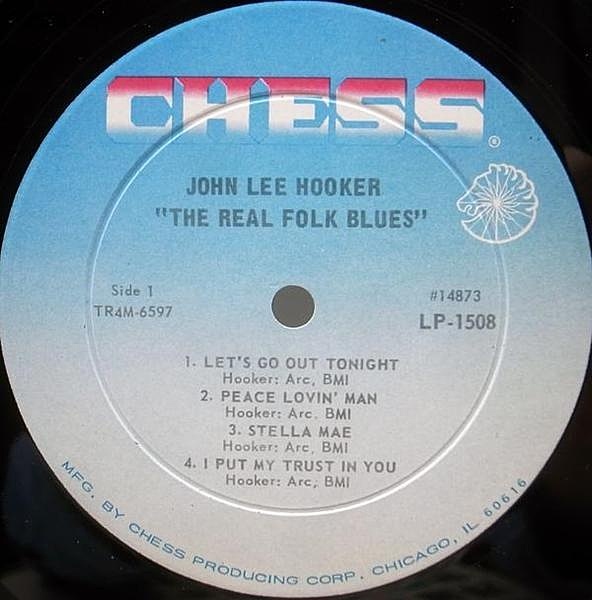 CHESS®
JOHN LEE HOOKER
"THE REAL FOLK BLUES"
Side 1
TR4M-6597
#14873
LP-1508
1. LET'S GO OUT TONIGHT
Hooker: Arc, BMI
2. PEACE LOVIN' MAN
Hooker: Arc. BMI
3. STELLA MAE
Hooker: Arc, BMI
4. I PUT MY TRUST IN YOU
Hooker: Arc, BMI
MFG. BY CHESS PRODUCING CORP. CHICAGO, IL 60616